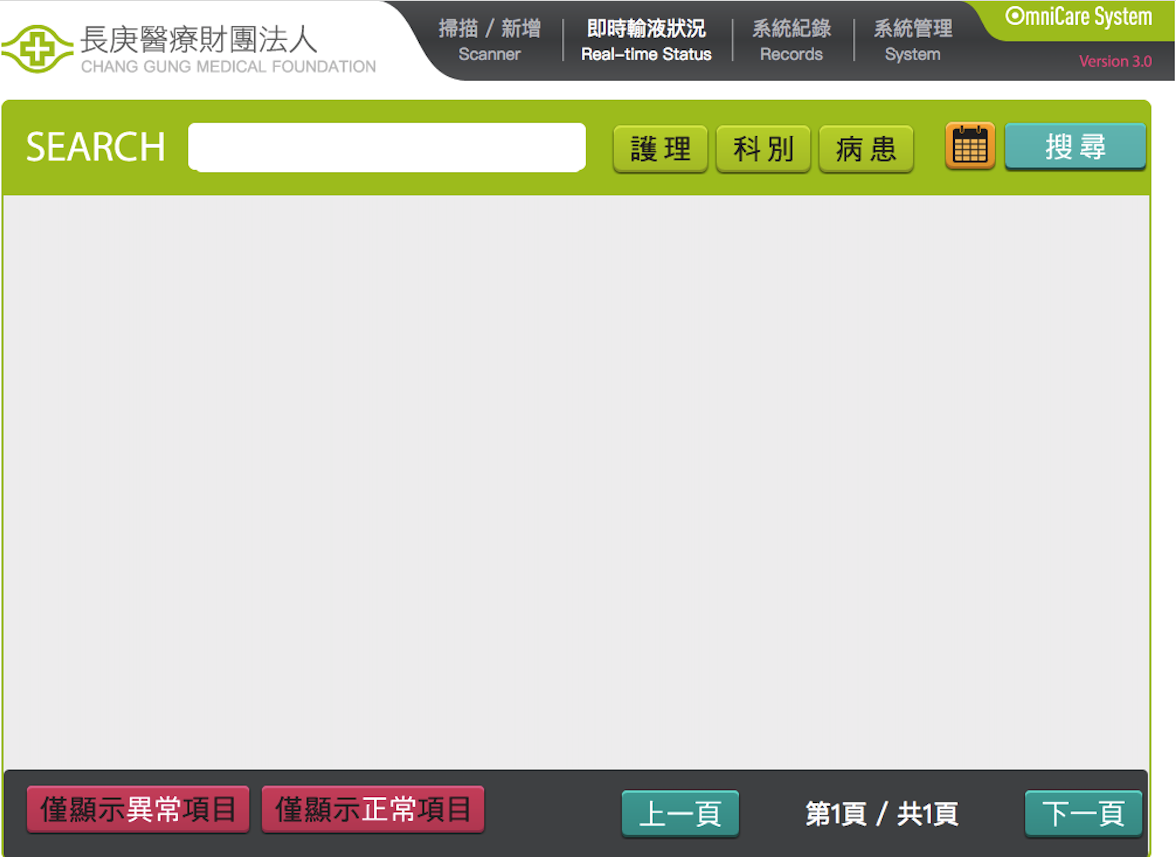 長庚醫療財團法人
CHANG GUNG MEDICAL FOUNDATION
掃描 / 新增
Scanner
即時輸液狀況
Real-time Status
系統紀錄
Records
系統管理
System
OmniCare System
Version 3.0
SEARCH
護理
科別
病患
搜尋
僅顯示異常項目
僅顯示正常項目
上一頁
第1頁 / 共1頁
下一頁